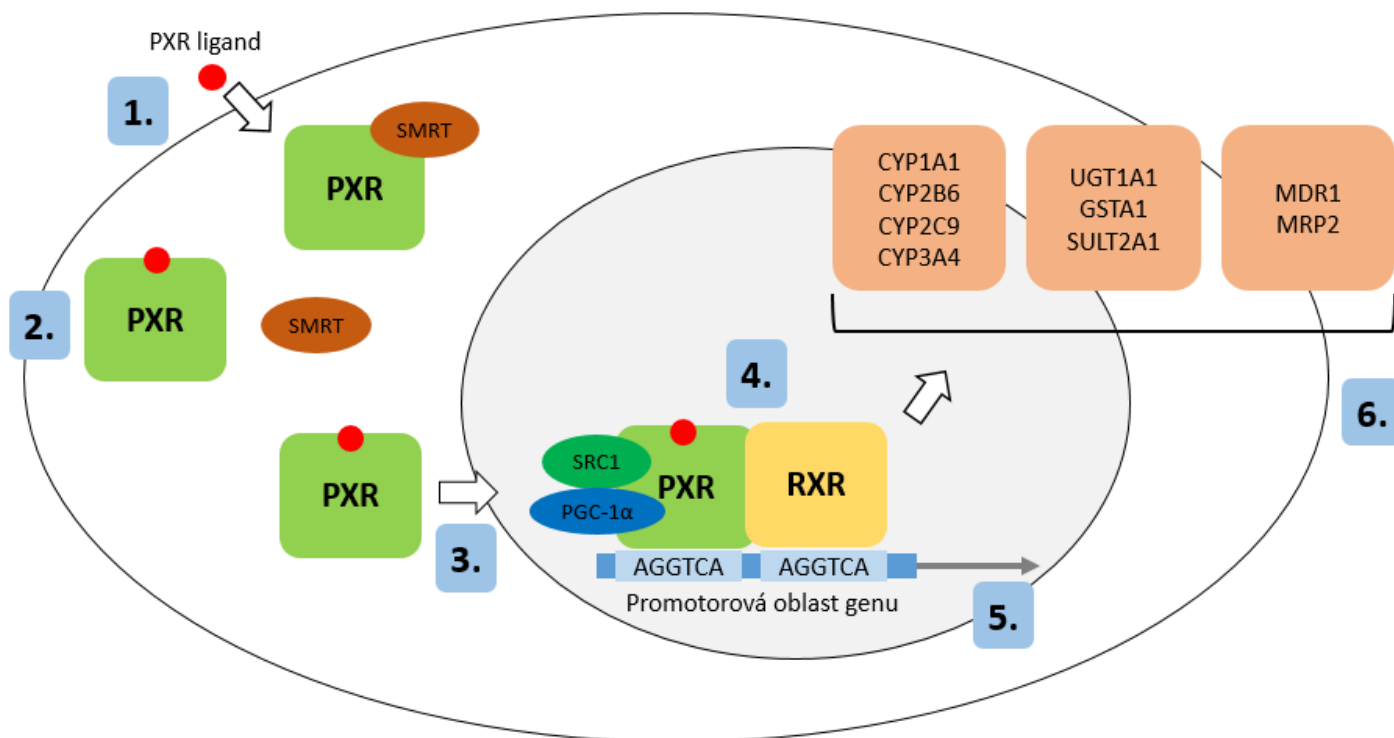 PXR ligand
1.
SMRT
PXR
CYP1A1
CYP2B6
CYP2C9
CYP3A4
UGT1A1
GSTA1
SULT2A1
MDR1
MRP2
2.
PXR
SMRT
4.
6.
PXR
3.
SRC1
PGC-1α
PXR
RXR
AGGTCA
AGGTCA
Promotorová oblast genu
5.